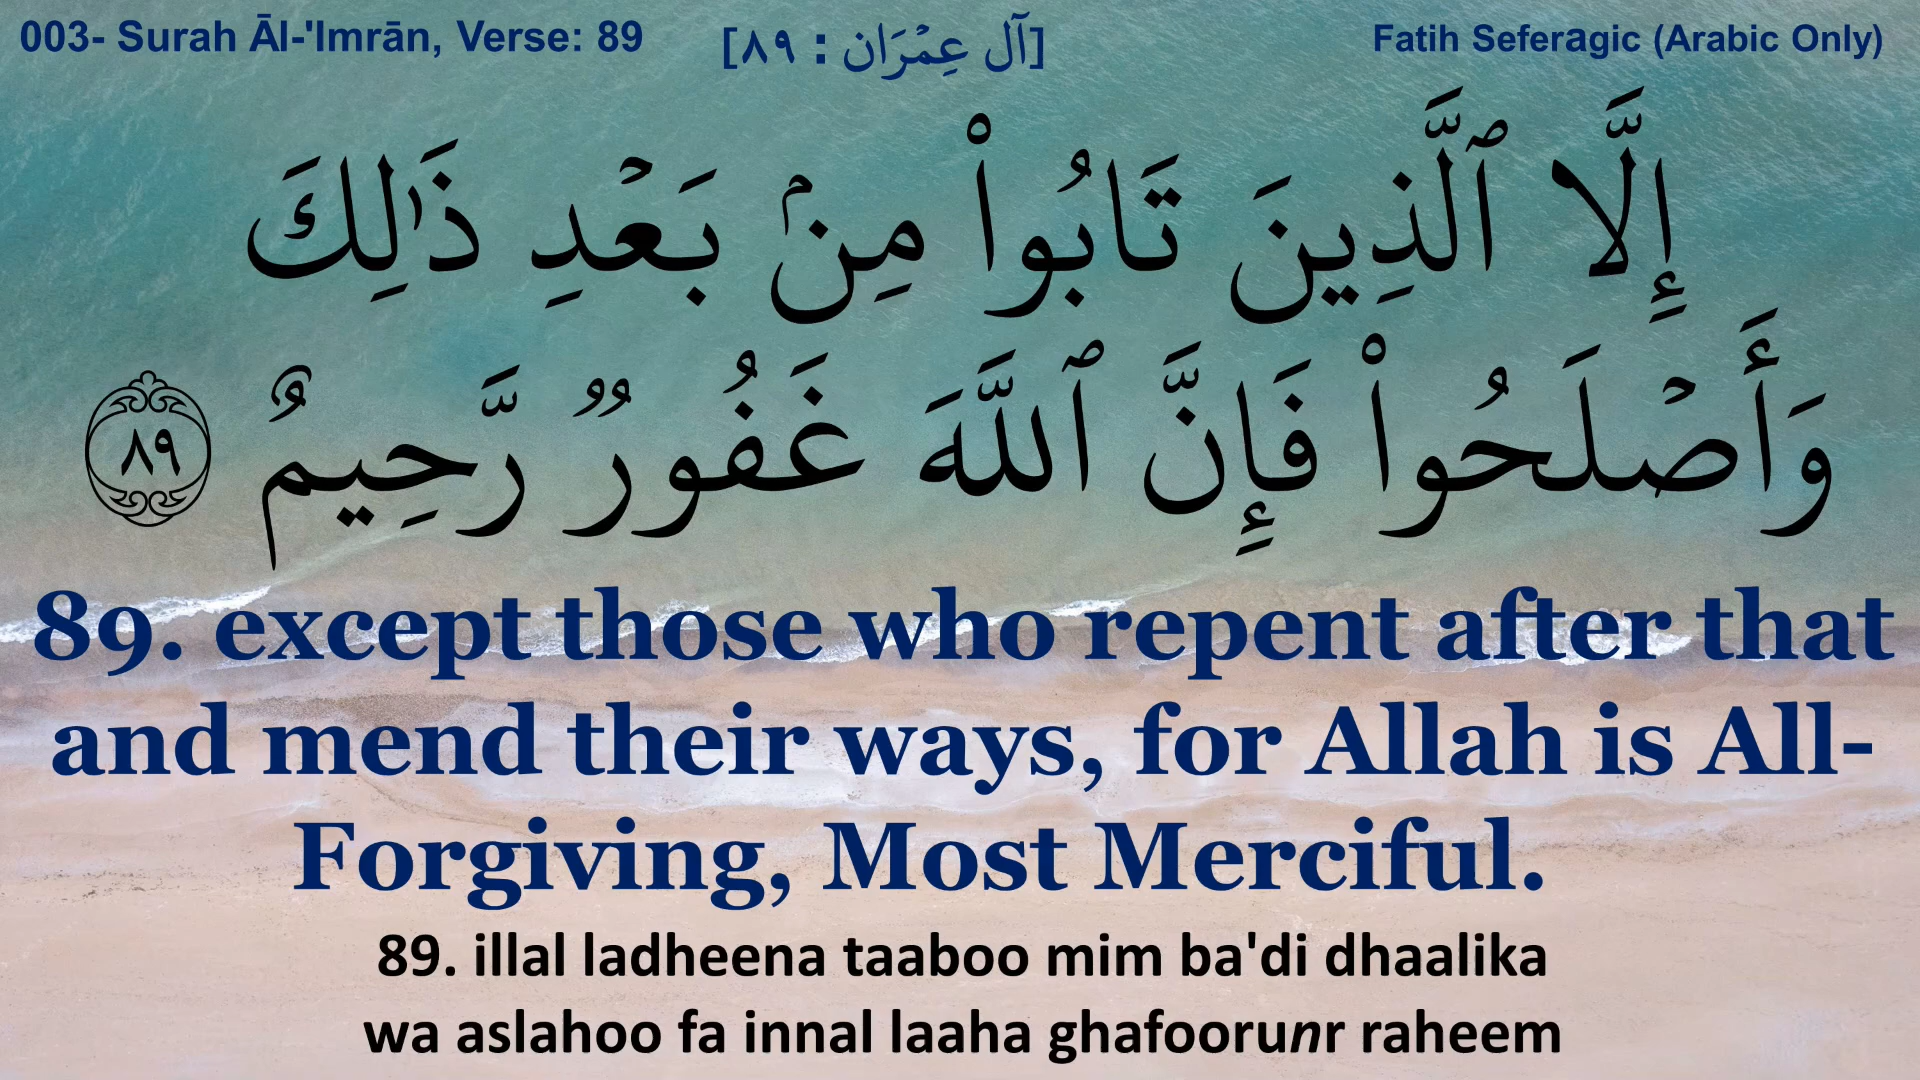 003- Surah Āl-'Imrān, Verse: 89
[آل عِمۡرَان : ٨٩]
Fatih Seferagic (Arabic Only)
إِلَّا ٱلَّذِينَ تَابُوا۟ مِنۢ بَعۡدِ ذَٰلِكَ
وَأَصۡلَحُوا۟ فَإِنَّ ٱللَّهَ غَفُورٌ رَّحِيمٌ ٨٩
89. except those who repent after that
and mend their ways, for Allah is All-
Forgiving, Most Merciful.
89. illal ladheena taaboo mim ba'di dhaalika
wa aslahoo fa innal laaha ghafoorunr raheem